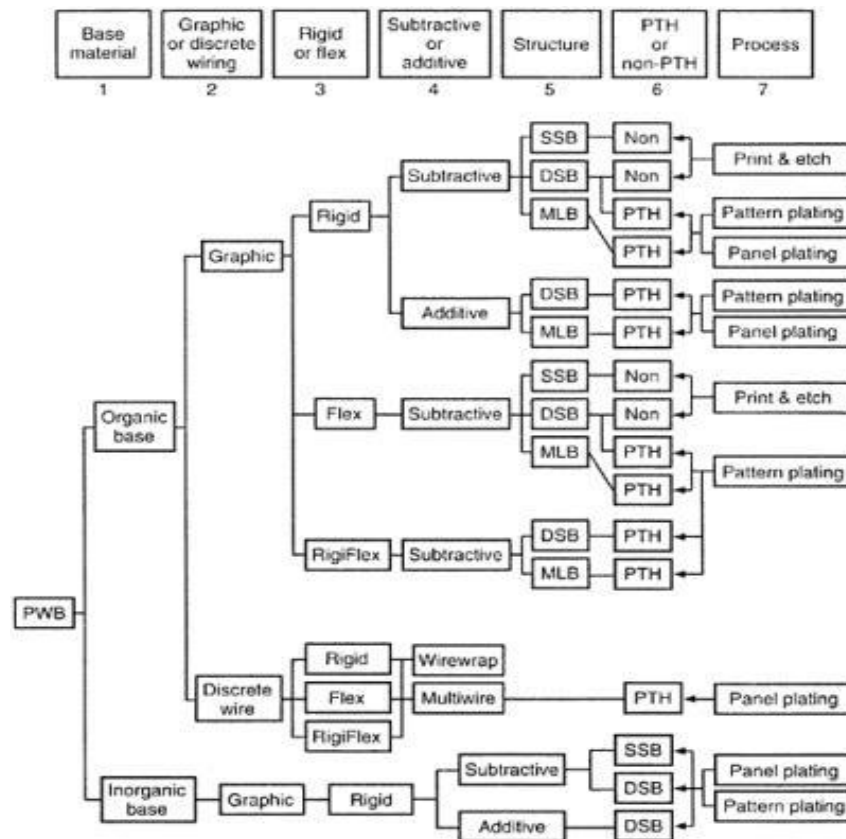 Base
material
Graphic
or discrete
wiring
Rigid
or flex
Subtractive
or
additive
Structure
PTH
or
non-PTH
Process
1
2
3
4
5
6
7
SSB
Non
Print & etch
Subtractive
DSB
Non
Rigid
MLB
PTH
Pattern plating
Graphic
PTH
Panel plating
Additive
DSB
PTH
Pattern plating
MLB
PTH
Panel plating
SSB
Non
Print & etch
Organic
base
Flex
Subtractive
DSB
Non
MLB
PTH
Pattern plating
PTH
RigiFlex
Subtractive
DSB
PTH
MLB
PTH
PWB
Rigid
Wirewrap
Discrete
wire
Flex
Multiwire
PTH
Panel plating
RigiFlex
SSB
Inorganic
base
Graphic
Rigid
Subtractive
DSB
Panel plating
Pattern plating
Additive
DSB